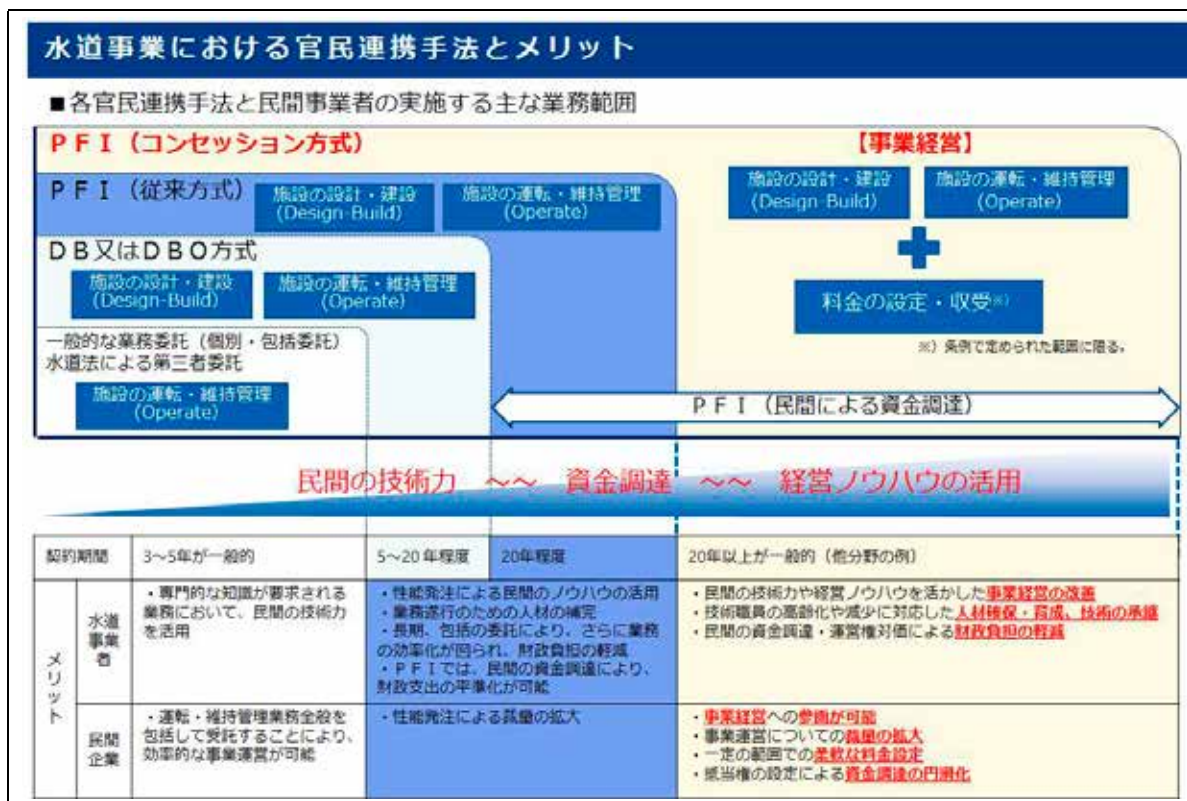 水道事業における官民連携手法とメリット
■各官民連携手法と民間事業者の実施する主な業務範囲
ＰＦＩ（コンセッション方式）
【事業経営】
ＰＦＩ（従来方式）
施設の設計・建設
(Design-Build)
施設の運転・維持管理
(Operate)
施設の設計・建設
(Design-Build)
施設の運転・維持管理
(Operate)
ＤＢ又はＤＢＯ方式
施設の設計・建設
(Design-Build)
施設の運転・維持管理
(Operate)
料金の設定・収受※）
※）条例で定められた範囲に限る。
一般的な業務委託（個別・包括委託）
水道法による第三者委託
施設の運転・維持管理
(Operate)
ＰＦＩ（民間による資金調達）
民間の技術力 ～～ 資金調達 ～～ 経営ノウハウの活用
契約期間
3～5年が一般的
5～20年程度
20年程度
20年以上が一般的（他分野の例）
メリット
水道
事業
者
・専門的な知識が要求される
業務において、民間の技術力
を活用
・性能発注による民間のノウハウの活用
・業務遂行のための人材の補完
・長期、包括の委託により、さらに業務
の効率化が図られ、財政負担の軽減
・ＰＦＩでは、民間の資金調達により、
財政支出の平準化が可能
・民間の技術力や経営ノウハウを活かした事業経営の改善
・技術職員の高齢化や減少に対応した人材確保・育成、技術の承継
・民間の資金調達・運営権対価による財政負担の軽減
民間
企業
・運転・維持管理業務全般を
包括して受託することにより、
効率的な事業運営が可能
・性能発注による裁量の拡大
・事業経営への参画が可能
・事業運営についての裁量の拡大
・一定の範囲での柔軟な料金設定
・抵当権の設定による資金調達の円滑化